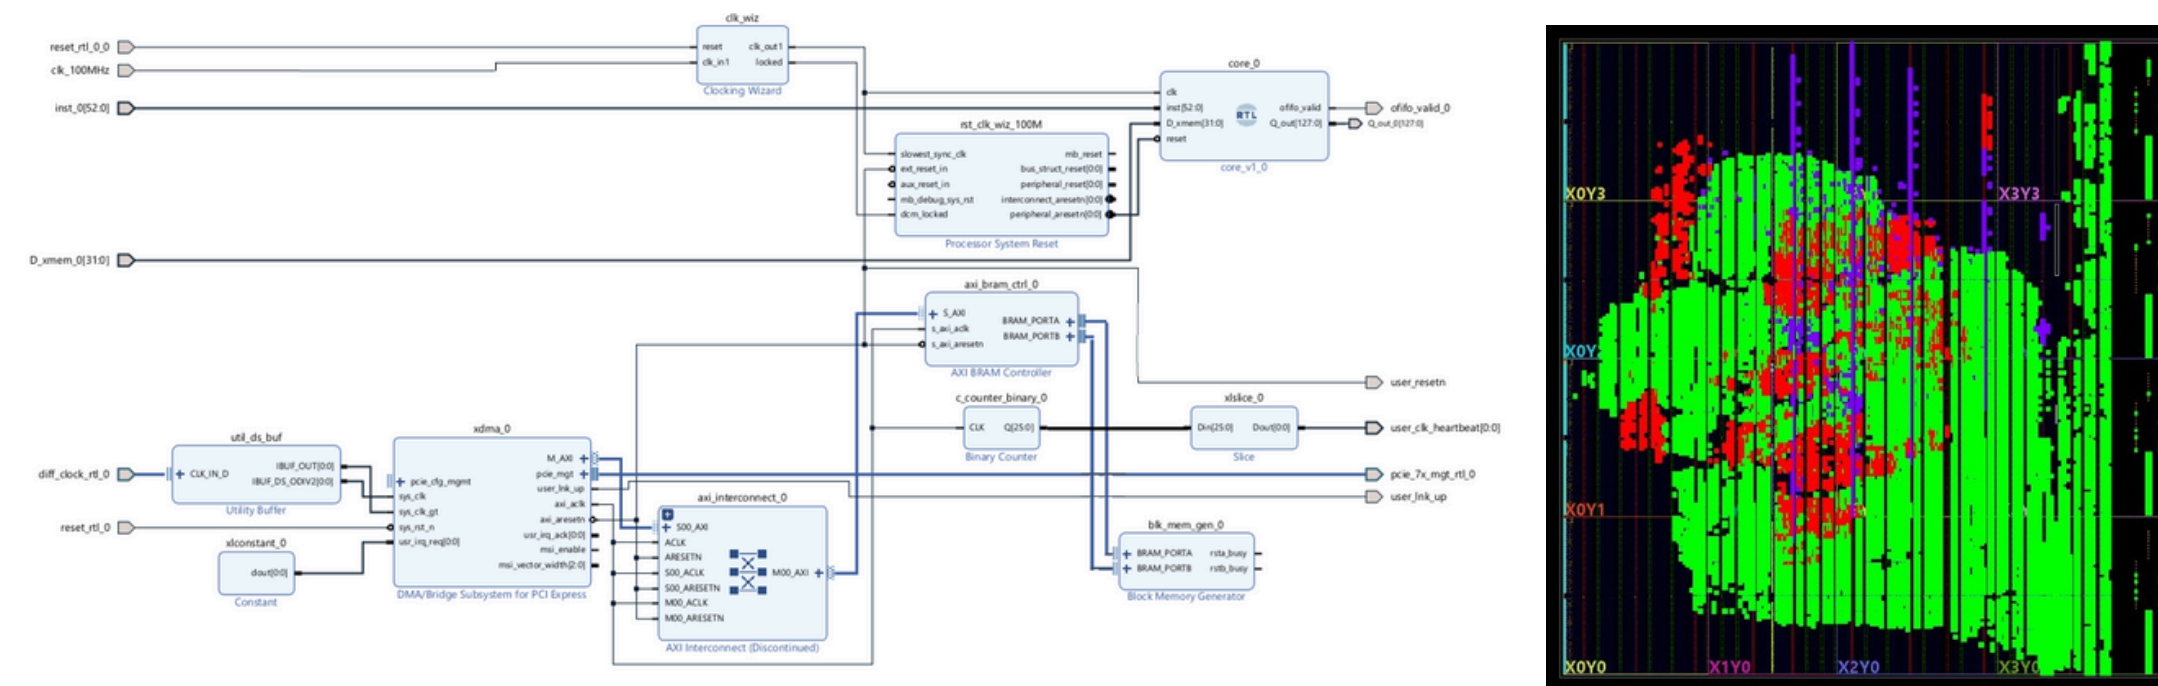 clk_wiz
reset_rtl_0_0
reset clk_out1
clk_100MHz
clk_in1 locked
Clocking Wizard
core_0
clk
inst_0[52:0]
inst[52:0] ofifo_valid
ofifo_valid_0
D_xmem[31:0] RTL Q_out[127:0]
Q_out_0[127:0]
reset
core_v1_0
rst_clk_wiz_100M
slowest_sync_clk mb_reset
ext_reset_in bus_struct_reset[0:0]
aux_reset_in peripheral_reset[0:0]
mb_debug_sys_rst interconnect_aresetn[0:0]
dcm_locked peripheral_aresetn[0:0]
Processor System Reset
D_xmem_0[31:0]
axi_bram_ctrl_0
S_AXI BRAM_PORTA
s_axi_aclk BRAM_PORTB
s_axi_aresetn
AXI BRAM Controller
user_resetn
c_counter_binary_0
CLK Q[25:0]
Binary Counter
xlslice_0
Din[25:0] Dout[0:0]
Slice
user_clk_heartbeat[0:0]
util_ds_buf
diff_clock_rtl_0
CLK_IN_D IBUF_OUT[0:0]
IBUF_DS_ODIV2[0:0]
Utility Buffer
reset_rtl_0
xlconstant_0
dout[0:0]
Constant
xdma_0
M_AXI
pcie_cfg_mgmt pcie_mgt
sys_clk user_lnk_up
sys_clk_gt axi_aclk
sys_rst_n axi_aresetn
usr_irq_req[0:0] usr_irq_ack[0:0]
msi_enable
msi_vector_width[2:0]
DMA/Bridge Subsystem for PCI Express
pcie_7x_mgt_rtl_0
user_lnk_up
axi_interconnect_0
S00_AXI
ACLK
ARESETN
S00_ACLK M00_AXI
S00_ARESETN
M00_ACLK
M00_ARESETN
AXI Interconnect (Discontinued)
blk_mem_gen_0
BRAM_PORTA rsta_busy
BRAM_PORTB rstb_busy
Block Memory Generator
X0Y3 X3Y3
X0Y1
X0Y0 X1Y0 X2Y0